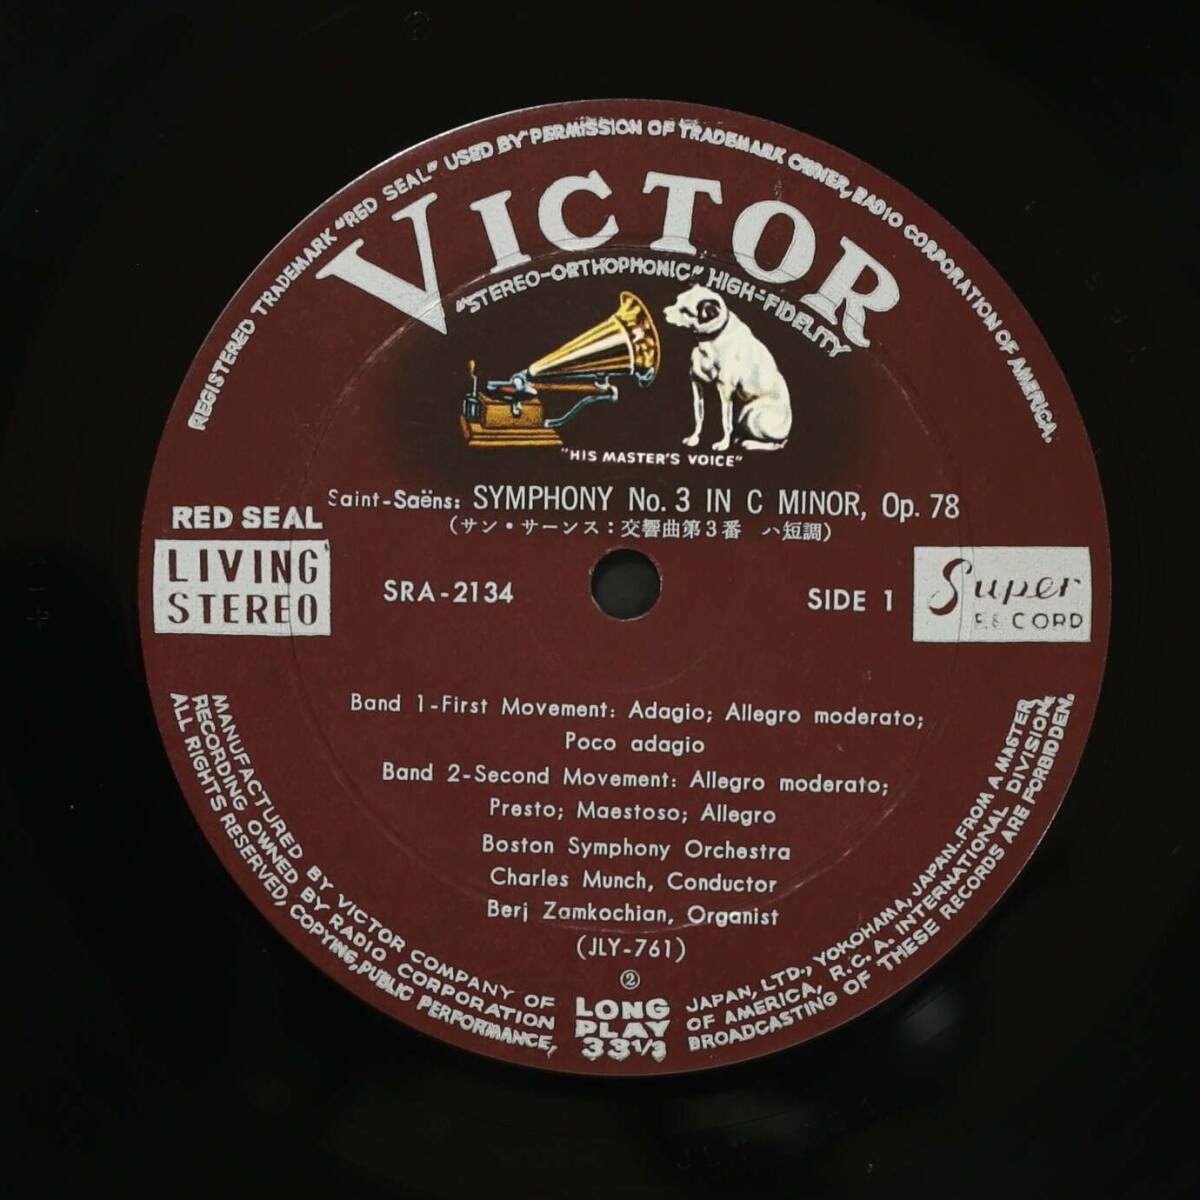 REGISTERED TRADEMARK "RED SEAL" USED BY PERMISSION OF TRADEMARK OWNER, RADIO CORPORATION OF AMERICA.
VICTOR
"STEREO-ORTHOPHONIC" HIGH-FIDELITY
"HIS MASTER'S VOICE"
Saint-Saëns: SYMPHONY No. 3 IN C MINOR, Op. 78
(サン・サーンス：交響曲第3番 ハ短調)
RED SEAL
LIVING
STEREO
SRA-2134
SIDE 1
Super
RECORD
Band 1-First Movement: Adagio; Allegro moderato;
Poco adagio
Band 2-Second Movement: Allegro moderato;
Presto; Maestoso; Allegro
Boston Symphony Orchestra
Charles Munch, Conductor
Berj Zamkochian, Organist
(JLY-761)
②
LONG
PLAY
33 1/3
MANUFACTURED BY VICTOR COMPANY OF JAPAN, LTD., YOKOHAMA, JAPAN. FROM A MASTER
RECORDING OWNED BY RADIO CORPORATION OF AMERICA, R.C.A. INTERNATIONAL DIVISION.
ALL RIGHTS RESERVED, COPYING, PUBLIC PERFORMANCE, BROADCASTING OF THESE RECORDS ARE FORBIDDEN.